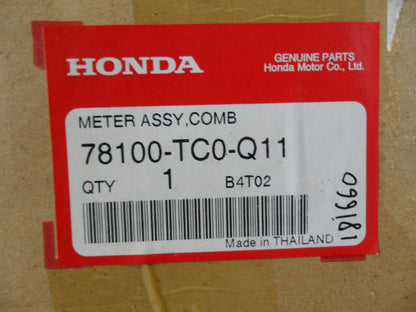 HONDA
GENUINE PARTS
Honda Motor Co., Ltd.
METER ASSY,COMB
78100-TC0-Q11
QTY 1 B4T02
Made in THAILAND
181660